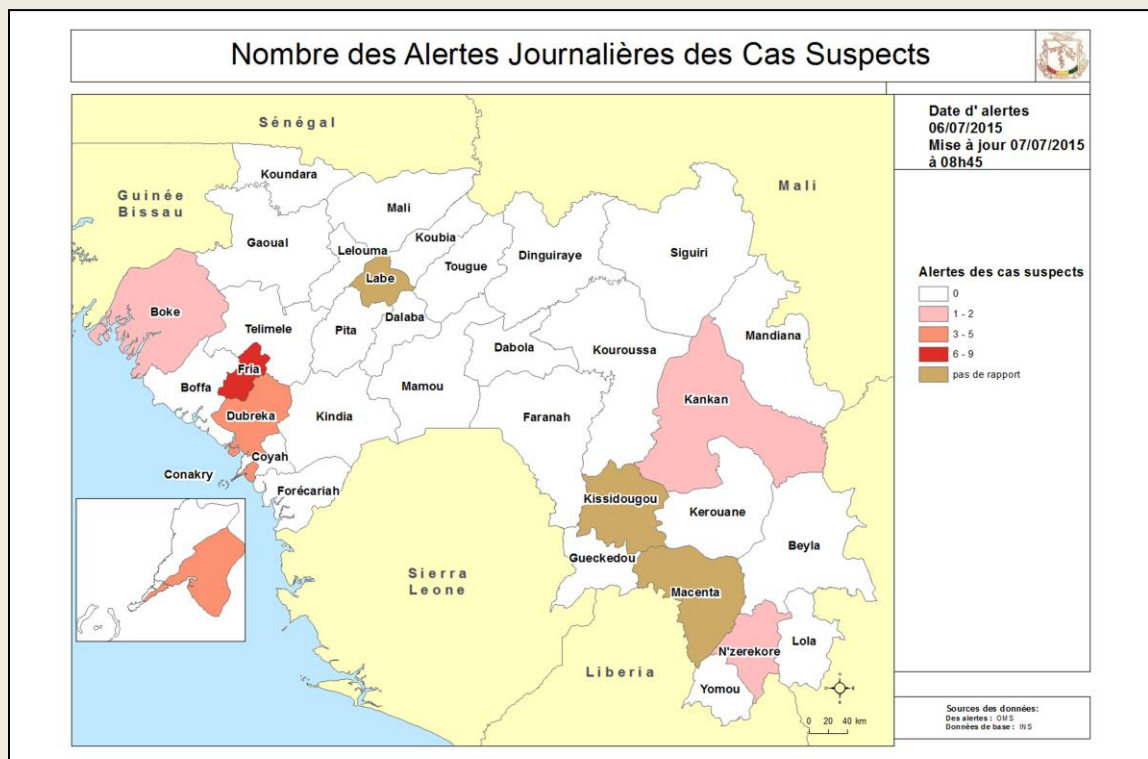 Nombre des Alertes Journalières des Cas Suspects
Date d' alertes
06/07/2015
Mise à jour 07/07/2015
à 08h45
Sénégal
Guinée
Bissau
Mali
Koundara
Mali
Gaoual
Koubia
Lelouma
Tougue
Dinguiraye
Siguiri
Labe
Boke
Telimele
Pita
Dalaba
Mandiana
Dabola
Kouroussa
Fria
Boffa
Mamou
Kankan
Dubreka
Kindia
Faranah
Coyah
Conakry
Forécariah
Kissidougou
Kerouane
Beyla
Gueckedou
Sierra
Leone
Macenta
Lola
N'zerekore
Liberia
Yomou
0 20 40 km
Alertes des cas suspects
0
1 - 2
3 - 5
6 - 9
pas de rapport
Sources des données:
Des alertes : OMS
Données de base : INS